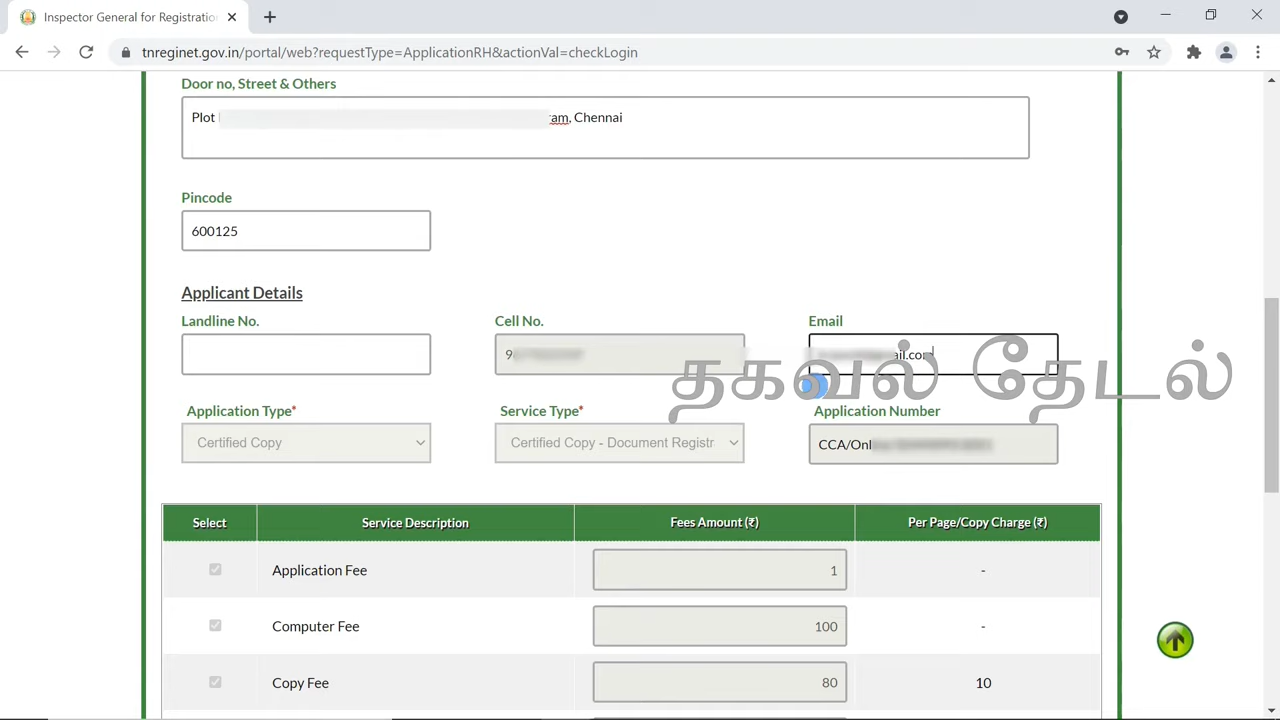 Inspector General for Registratio
tnreginet.gov.in/portal/web?requestType=ApplicationRH&actionVal=checkLogin
Door no, Street & Others
Plot am, Chennai
Pincode
600125
Applicant Details
Landline No. Cell No. Email
9 ail.com
தகவல் தேடல்
Application Type* Service Type* Application Number
Certified Copy Certified Copy - Document Registr CCA/Onl
Select Service Description Fees Amount (₹) Per Page/Copy Charge (₹)
Application Fee 1 -
Computer Fee 100 -
Copy Fee 80 10